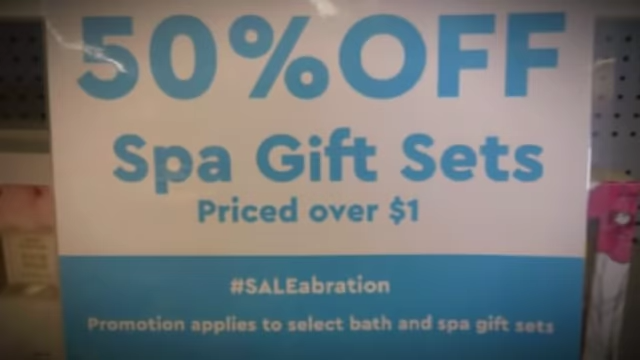 50%OFF
Spa Gift Sets
Priced over $1
#SALEabration
Promotion applies to select bath and spa gift sets